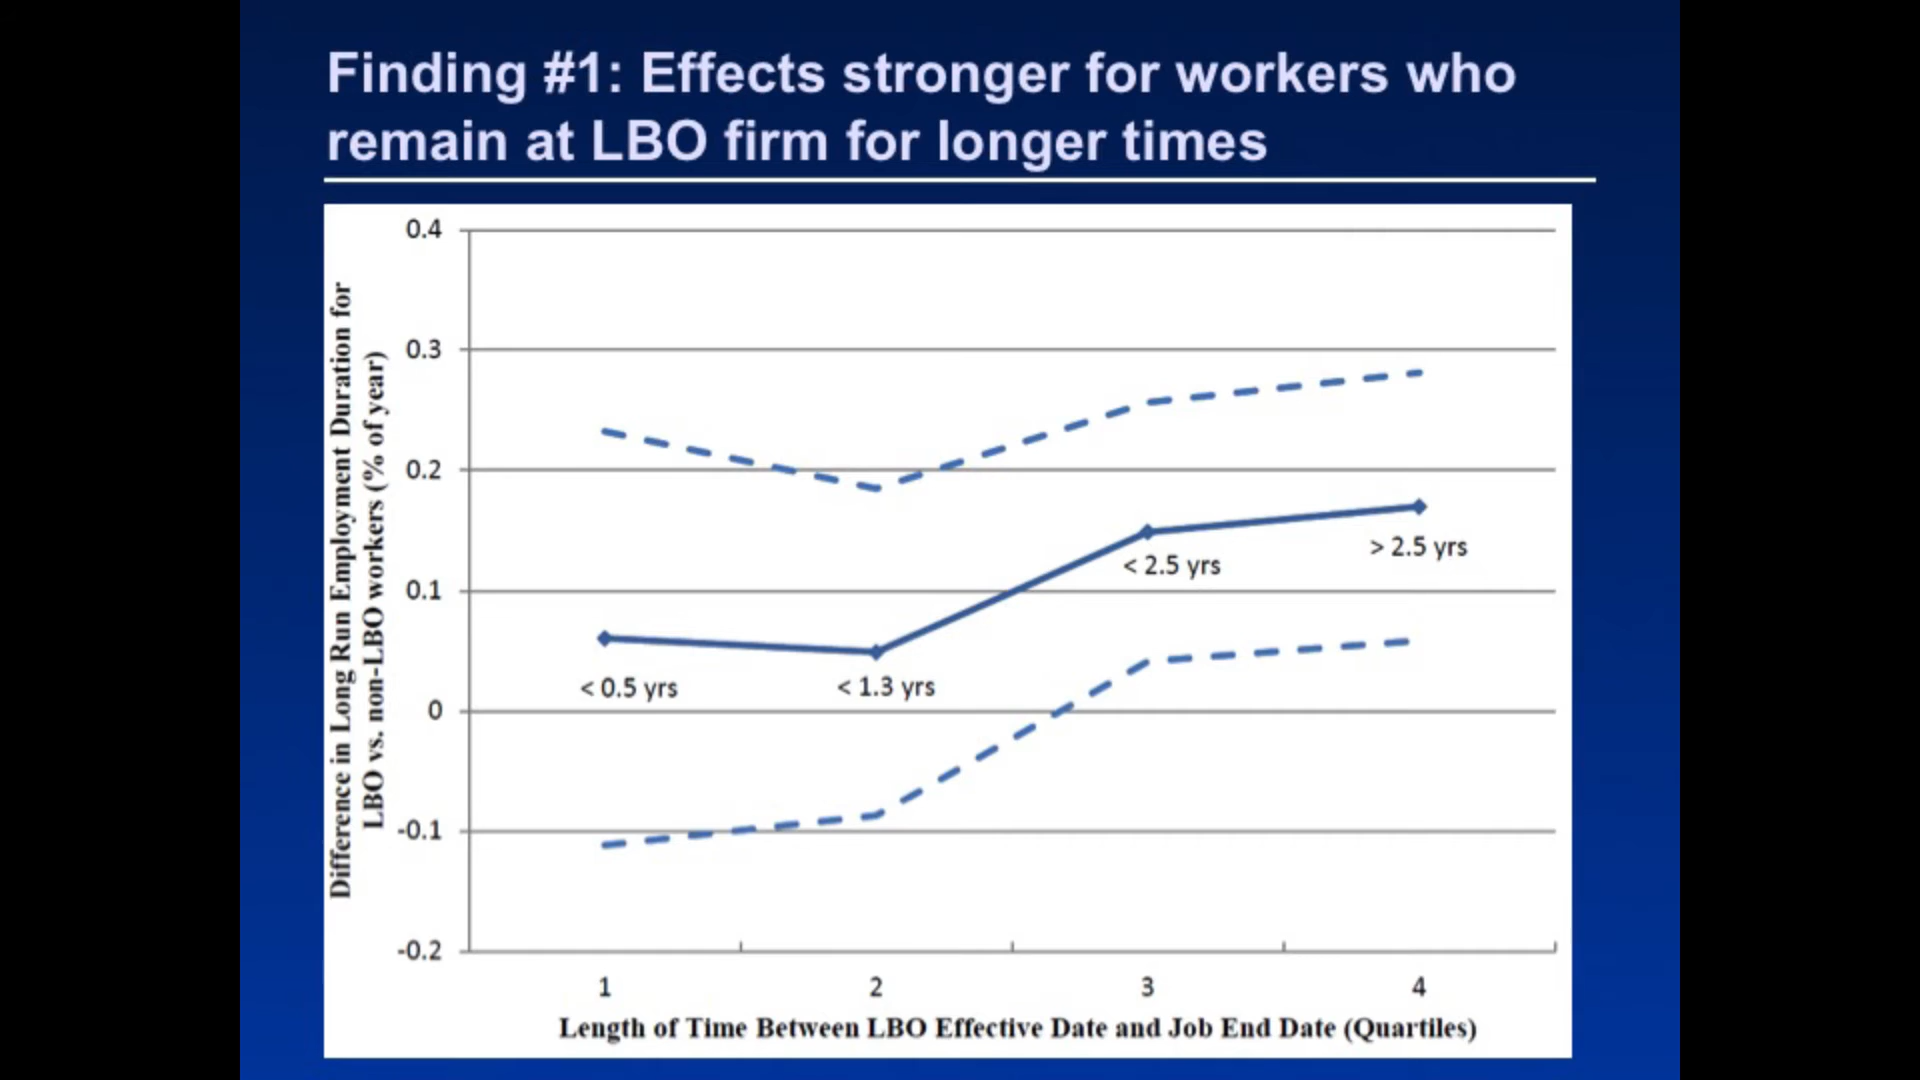 Finding #1: Effects stronger for workers who
remain at LBO firm for longer times
Difference in Long Run Employment Duration for
LBO vs. non-LBO workers (% of year)
0.4
0.3
0.2
0.1
0
-0.1
-0.2
< 0.5 yrs
< 1.3 yrs
< 2.5 yrs
> 2.5 yrs
1 2 3 4
Length of Time Between LBO Effective Date and Job End Date (Quartiles)